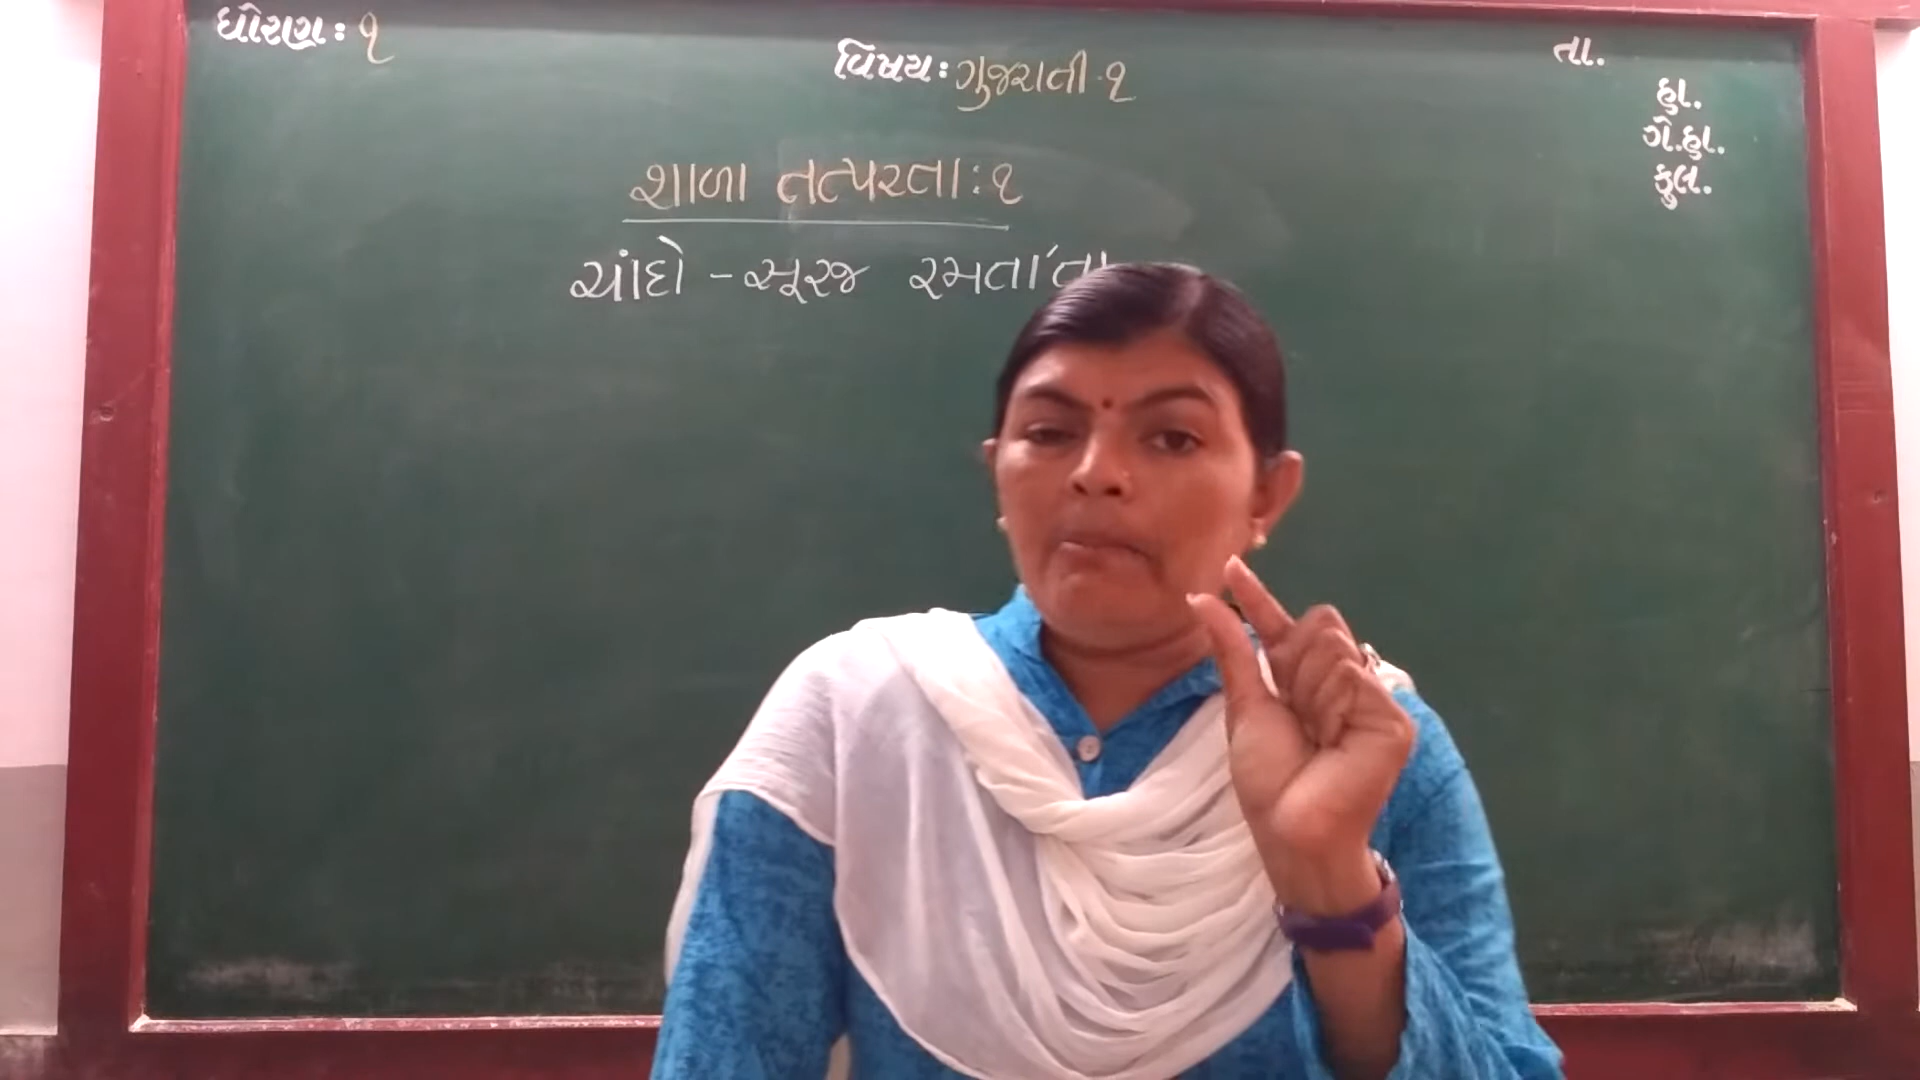 ધોરણ : ૧
વિષય : ગુજરાતી-૧
તા.
હા.
ગે.હા.
કુલ.
શાળા તત્પરતા : ૧
ચાંદો - સૂરજ રમતા'તા